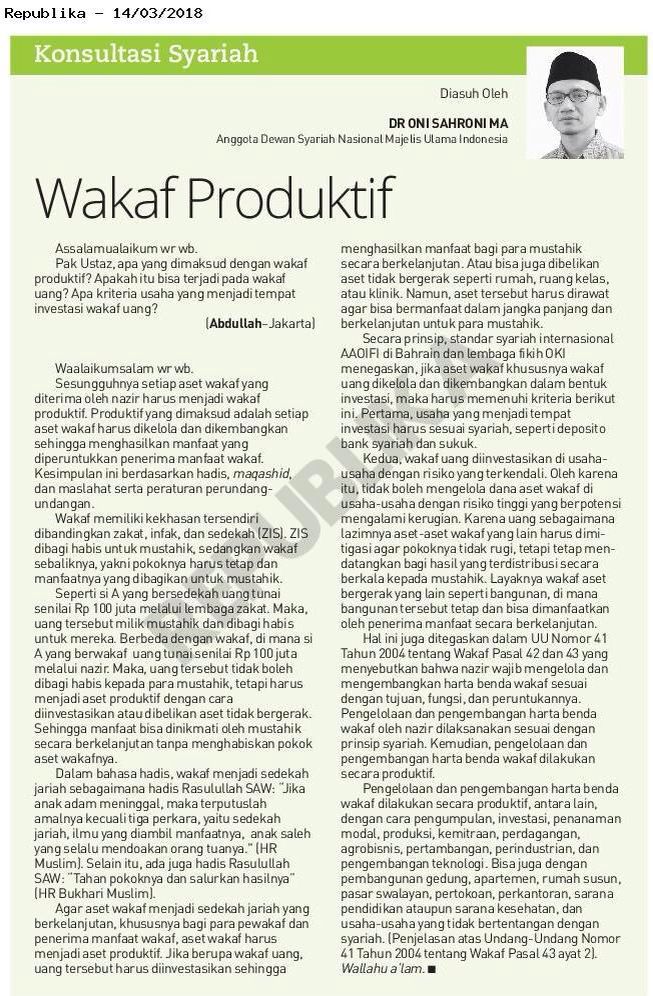 Republika - 14/03/2018
Konsultasi Syariah
Diasuh Oleh
DR ONI SAHRONI MA
Anggota Dewan Syariah Nasional Majelis Ulama Indonesia
Wakaf Produktif
Assalamualaikum wr wb.
Pak Ustaz, apa yang dimaksud dengan wakaf
produktif? Apakah itu bisa terjadi pada wakaf
uang? Apa kriteria usaha yang menjadi tempat
investasi wakaf uang?
(Abdullah–Jakarta)
Waalaikumsalam wr wb.
Sesungguhnya setiap aset wakaf yang
diterima oleh nazir harus menjadi wakaf
produktif. Produktif yang dimaksud adalah setiap
aset wakaf harus dikelola dan dikembangkan
sehingga menghasilkan manfaat yang
diperuntukkan penerima manfaat wakaf.
Kesimpulan ini berdasarkan hadis, maqashid,
dan maslahat serta peraturan perundang-
undangan.
Wakaf memiliki kekhasan tersendiri
dibandingkan zakat, infak, dan sedekah (ZIS). ZIS
dibagi habis untuk mustahik, sedangkan wakaf
sebaliknya, yakni pokoknya harus tetap dan
manfaatnya yang dibagikan untuk mustahik.
Seperti si A yang bersedekah uang tunai
senilai Rp 100 juta melalui lembaga zakat. Maka,
uang tersebut milik mustahik dan dibagi habis
untuk mereka. Berbeda dengan wakaf, di mana si
A yang berwakaf uang tunai senilai Rp 100 juta
melalui nazir. Maka, uang tersebut tidak boleh
dibagi habis kepada para mustahik, tetapi harus
menjadi aset produktif dengan cara
diinvestasikan atau dibelikan aset tidak bergerak.
Sehingga manfaat bisa dinikmati oleh mustahik
secara berkelanjutan tanpa menghabiskan pokok
aset wakafnya.
Dalam bahasa hadis, wakaf menjadi sedekah
jariah sebagaimana hadis Rasulullah SAW: "Jika
anak adam meninggal, maka terputuslah
amalnya kecuali tiga perkara, yaitu sedekah
jariah, ilmu yang diambil manfaatnya, anak saleh
yang selalu mendoakan orang tuanya." (HR
Muslim). Selain itu, ada juga hadis Rasulullah
SAW: "Tahan pokoknya dan salurkan hasilnya"
(HR Bukhari Muslim).
Agar aset wakaf menjadi sedekah jariah yang
berkelanjutan, khususnya bagi para pewakaf dan
penerima manfaat wakaf, aset wakaf harus
menjadi aset produktif. Jika berupa wakaf uang,
uang tersebut harus diinvestasikan sehingga
menghasilkan manfaat bagi para mustahik
secara berkelanjutan. Atau bisa juga dibelikan
aset tidak bergerak seperti rumah, ruang kelas,
atau klinik. Namun, aset tersebut harus dirawat
agar bisa bermanfaat dalam jangka panjang dan
berkelanjutan untuk para mustahik.
Secara prinsip, standar syariah internasional
AAOIFI di Bahrain dan lembaga fikih OKI
menegaskan, jika aset wakaf khususnya wakaf
uang dikelola dan dikembangkan dalam bentuk
investasi, maka harus memenuhi kriteria berikut
ini. Pertama, usaha yang menjadi tempat
investasi harus sesuai syariah, seperti deposito
bank syariah dan sukuk.
Kedua, wakaf uang diinvestasikan di usaha-
usaha dengan risiko yang terkendali. Oleh karena
itu, tidak boleh mengelola dana aset wakaf di
usaha-usaha dengan risiko tinggi yang berpotensi
mengalami kerugian. Karena uang sebagaimana
lazimnya aset-aset wakaf yang lain harus dimi-
tigasi agar pokoknya tidak rugi, tetapi tetap men-
datangkan bagi hasil yang terdistribusi secara
berkala kepada mustahik. Layaknya wakaf aset
bergerak yang lain seperti bangunan, di mana
bangunan tersebut tetap dan bisa dimanfaatkan
oleh penerima manfaat secara berkelanjutan.
Hal ini juga ditegaskan dalam UU Nomor 41
Tahun 2004 tentang Wakaf Pasal 42 dan 43 yang
menyebutkan bahwa nazir wajib mengelola dan
mengembangkan harta benda wakaf sesuai
dengan tujuan, fungsi, dan peruntukannya.
Pengelolaan dan pengembangan harta benda
wakaf oleh nazir dilaksanakan sesuai dengan
prinsip syariah. Kemudian, pengelolaan dan
pengembangan harta benda wakaf dilakukan
secara produktif.
Pengelolaan dan pengembangan harta benda
wakaf dilakukan secara produktif, antara lain,
dengan cara pengumpulan, investasi, penanaman
modal, produksi, kemitraan, perdagangan,
agrobisnis, pertambangan, perindustrian, dan
pengembangan teknologi. Bisa juga dengan
pembangunan gedung, apartemen, rumah susun,
pasar swalayan, pertokoan, perkantoran, sarana
pendidikan ataupun sarana kesehatan, dan
usaha-usaha yang tidak bertentangan dengan
syariah. (Penjelasan atas Undang-Undang Nomor
41 Tahun 2004 tentang Wakaf Pasal 43 ayat 2).
Wallahu a'lam. ■
REPUBLIKA